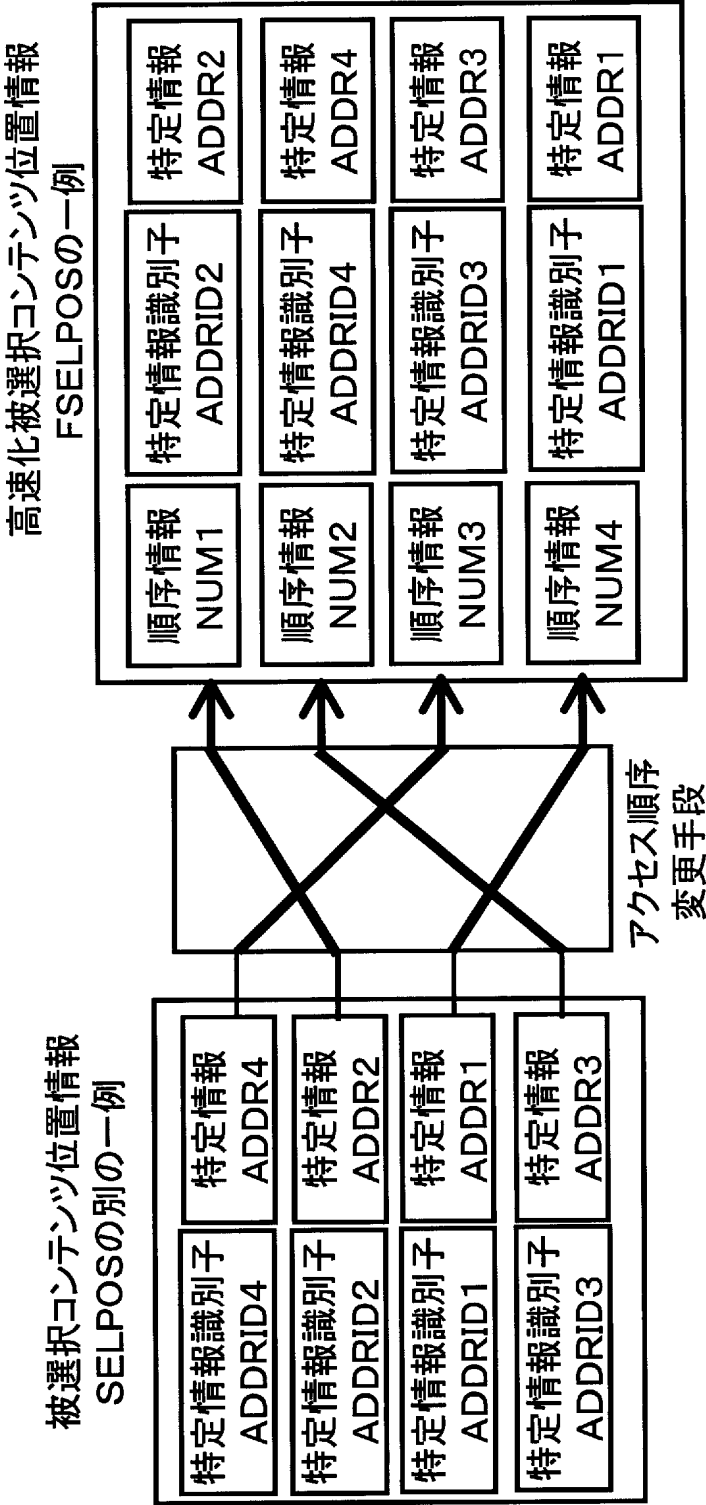 被選択コンテンツ位置情報
SELPOSの別の一例
特定情報識別子
ADDRID4
特定情報
ADDR4
特定情報識別子
ADDRID2
特定情報
ADDR2
特定情報識別子
ADDRID1
特定情報
ADDR1
特定情報識別子
ADDRID3
特定情報
ADDR3
アクセス順序
変更手段
高速化被選択コンテンツ位置情報
FSELPOSの一例
順序情報
NUM1
特定情報識別子
ADDRID2
特定情報
ADDR2
順序情報
NUM2
特定情報識別子
ADDRID4
特定情報
ADDR4
順序情報
NUM3
特定情報識別子
ADDRID3
特定情報
ADDR3
順序情報
NUM4
特定情報識別子
ADDRID1
特定情報
ADDR1